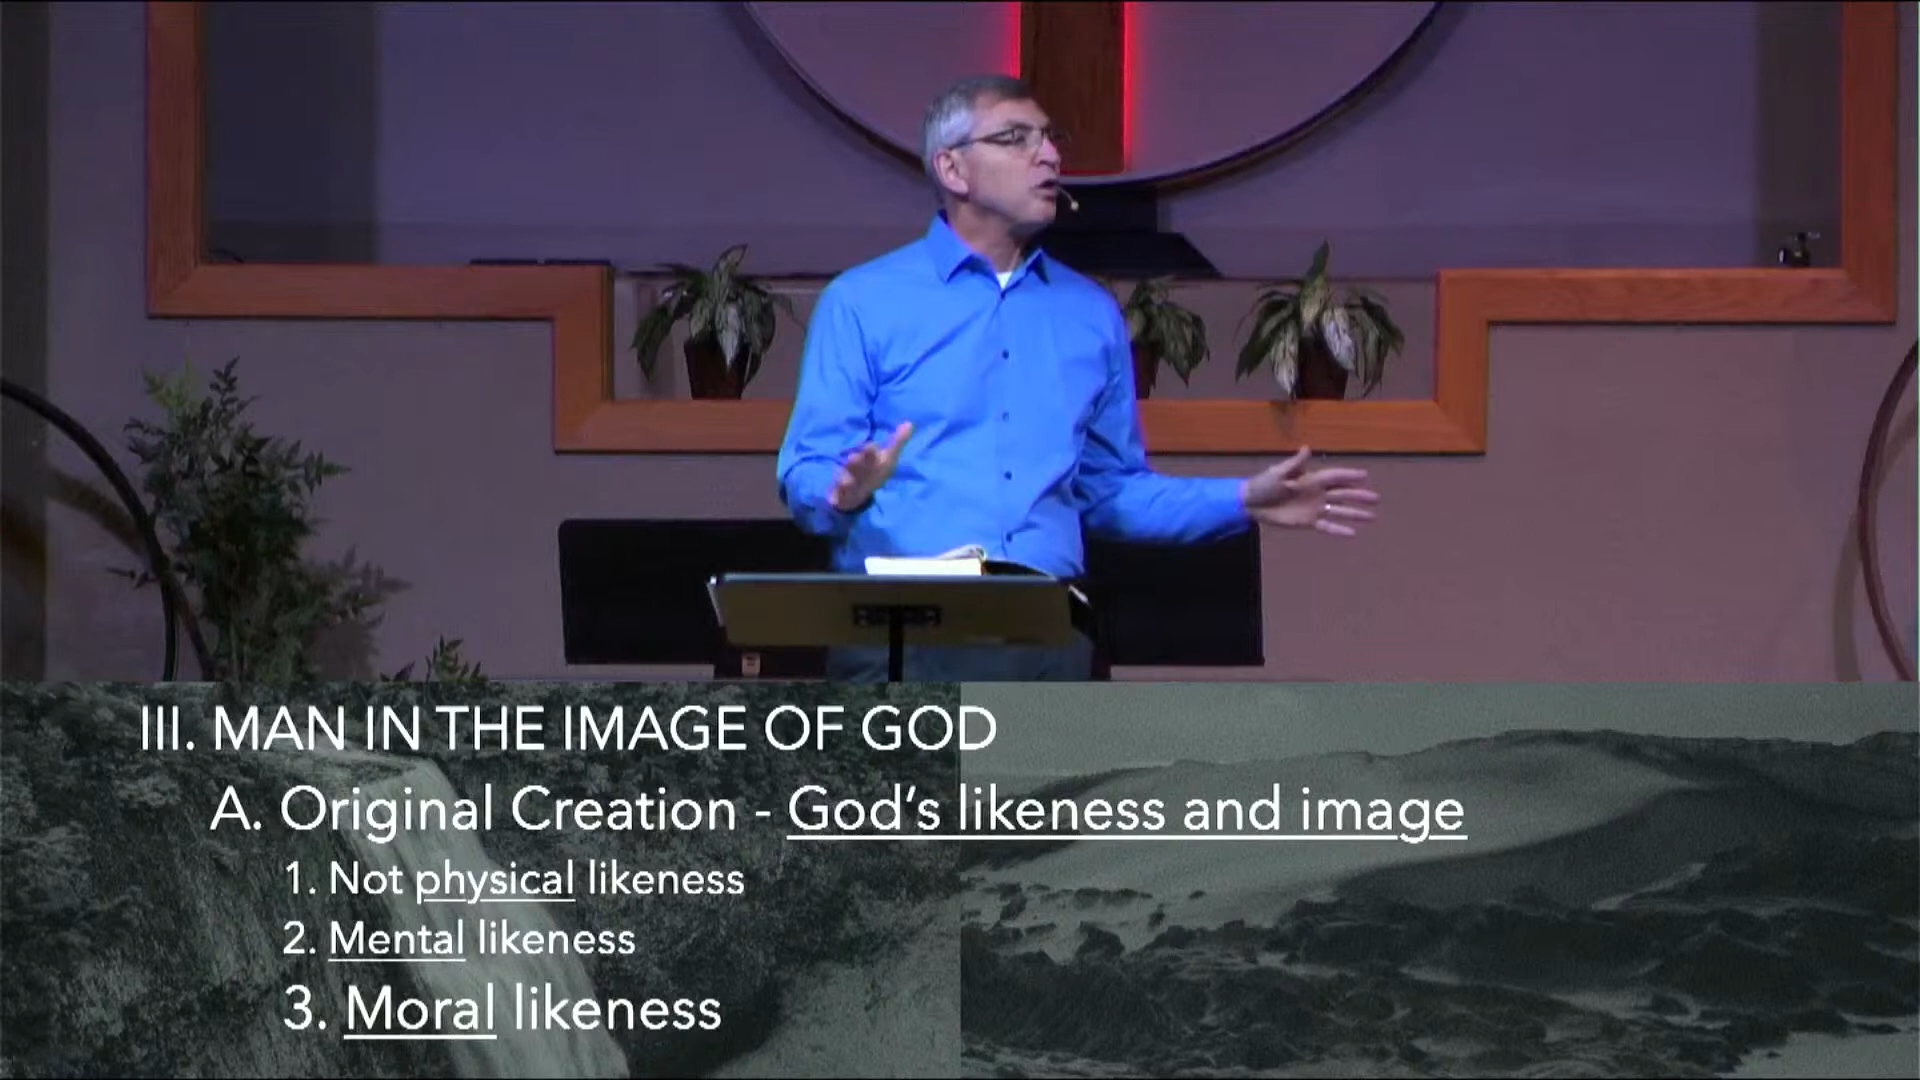 III. MAN IN THE IMAGE OF GOD
A. Original Creation - God's likeness and image
1. Not physical likeness
2. Mental likeness
3. Moral likeness